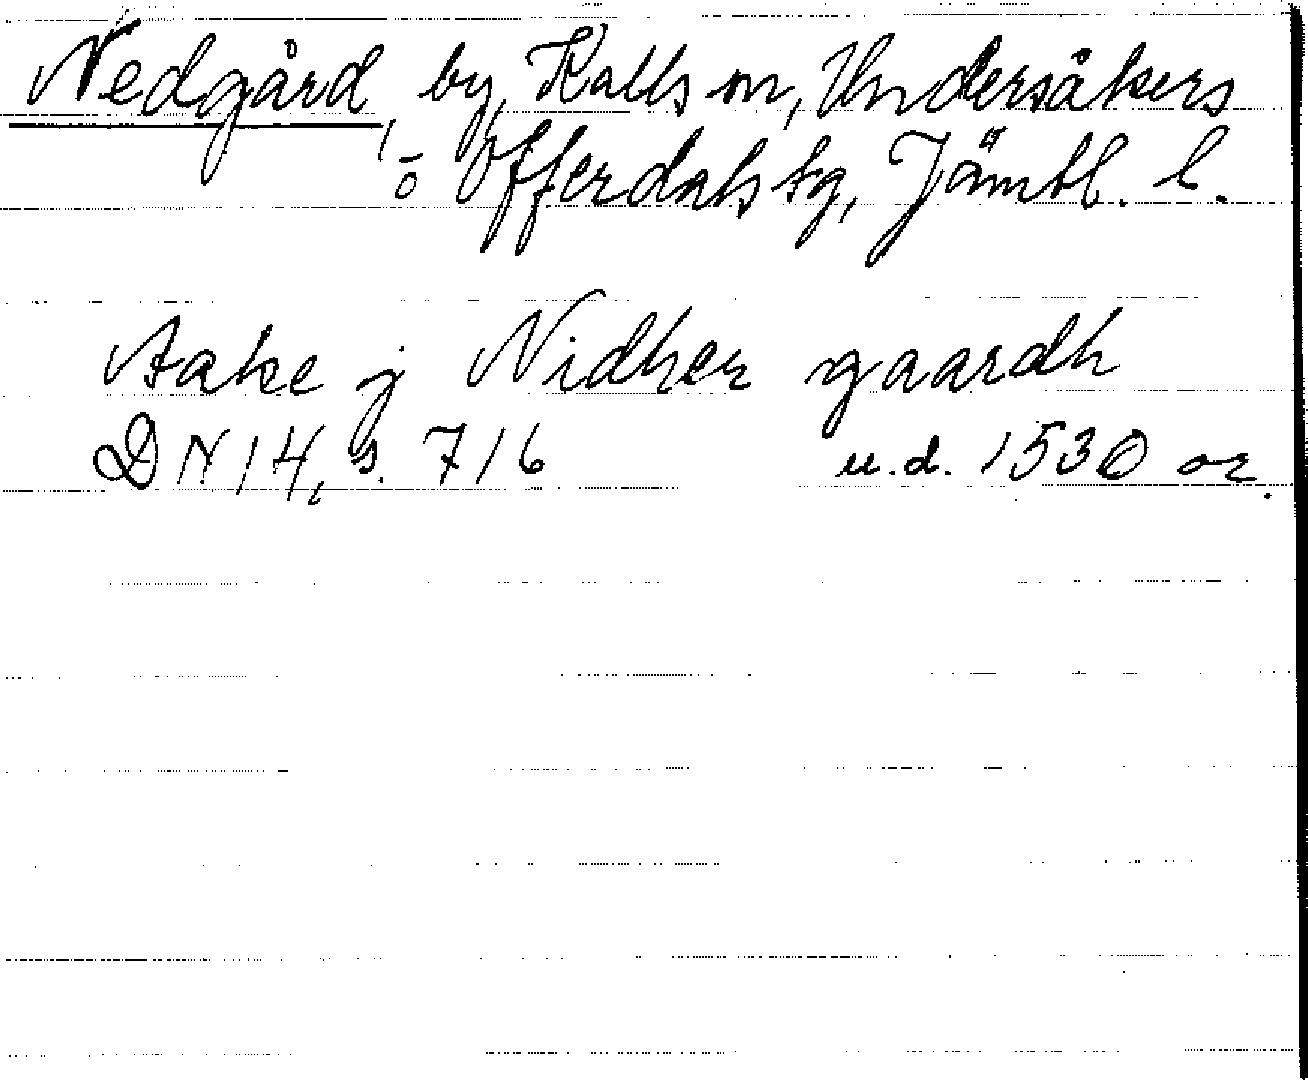 Nedgård, by, Kalls sn, Undersåkers
o Offerdals tg, Jämtl. l.
Aake j Nidher gaardh
DN 14, s. 716 u.d. 1530 or.